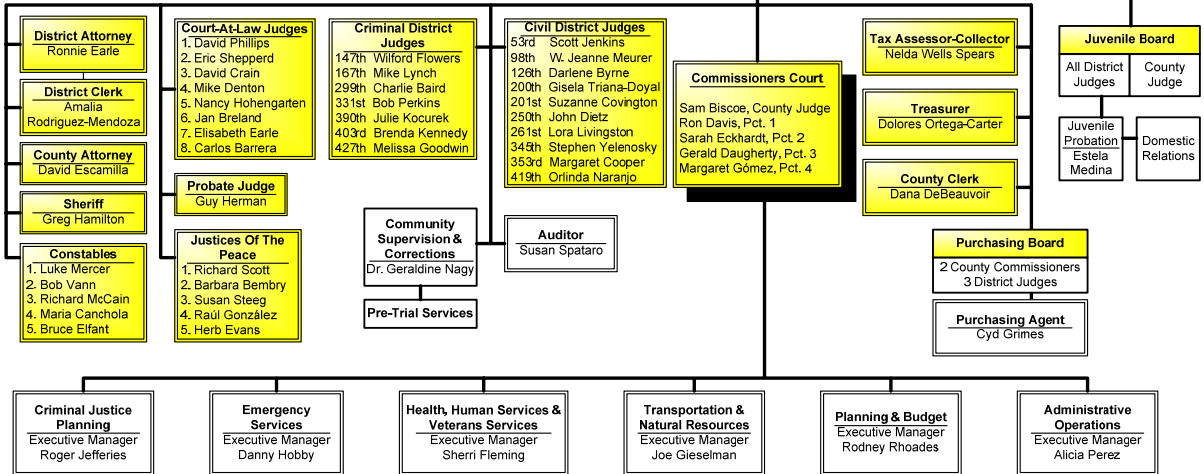 District Attorney
Ronnie Earle
District Clerk
Amalia
Rodriguez-Mendoza
County Attorney
David Escamilla
Sheriff
Greg Hamilton
Constables
1. Luke Mercer
2. Bob Vann
3. Richard McCain
4. Maria Canchola
5. Bruce Elfant
Court-At-Law Judges
1. David Phillips
2. Eric Shepperd
3. David Crain
4. Mike Denton
5. Nancy Hohengarten
6. Jan Breland
7. Elisabeth Earle
8. Carlos Barrera
Probate Judge
Guy Herman
Justices Of The
Peace
1. Richard Scott
2. Barbara Bembry
3. Susan Steeg
4. Raúl González
5. Herb Evans
Criminal District
Judges
147th Wilford Flowers
167th Mike Lynch
299th Charlie Baird
331st Bob Perkins
390th Julie Kocurek
403rd Brenda Kennedy
427th Melissa Goodwin
Civil District Judges
53rd Scott Jenkins
98th W. Jeanne Meurer
126th Darlene Byrne
200th Gisela Triana-Doyal
201st Suzanne Covington
250th John Dietz
261st Lora Livingston
345th Stephen Yelenosky
353rd Margaret Cooper
419th Orlinda Naranjo
Community
Supervision &
Corrections
Dr. Geraldine Nagy
Pre-Trial Services
Auditor
Susan Spataro
Commissioners Court
Sam Biscoe, County Judge
Ron Davis, Pct. 1
Sarah Eckhardt, Pct. 2
Gerald Daugherty, Pct. 3
Margaret Gómez, Pct. 4
Tax Assessor-Collector
Nelda Wells Spears
Treasurer
Dolores Ortega-Carter
County Clerk
Dana DeBeauvoir
Purchasing Board
2 County Commissioners
3 District Judges
Purchasing Agent
Cyd Grimes
Juvenile Board
All District
Judges
County
Judge
Juvenile
Probation
Estela
Medina
Domestic
Relations
Criminal Justice
Planning
Executive Manager
Roger Jefferies
Emergency
Services
Executive Manager
Danny Hobby
Health, Human Services &
Veterans Services
Executive Manager
Sherri Fleming
Transportation &
Natural Resources
Executive Manager
Joe Gieselman
Planning & Budget
Executive Manager
Rodney Rhoades
Administrative
Operations
Executive Manager
Alicia Perez